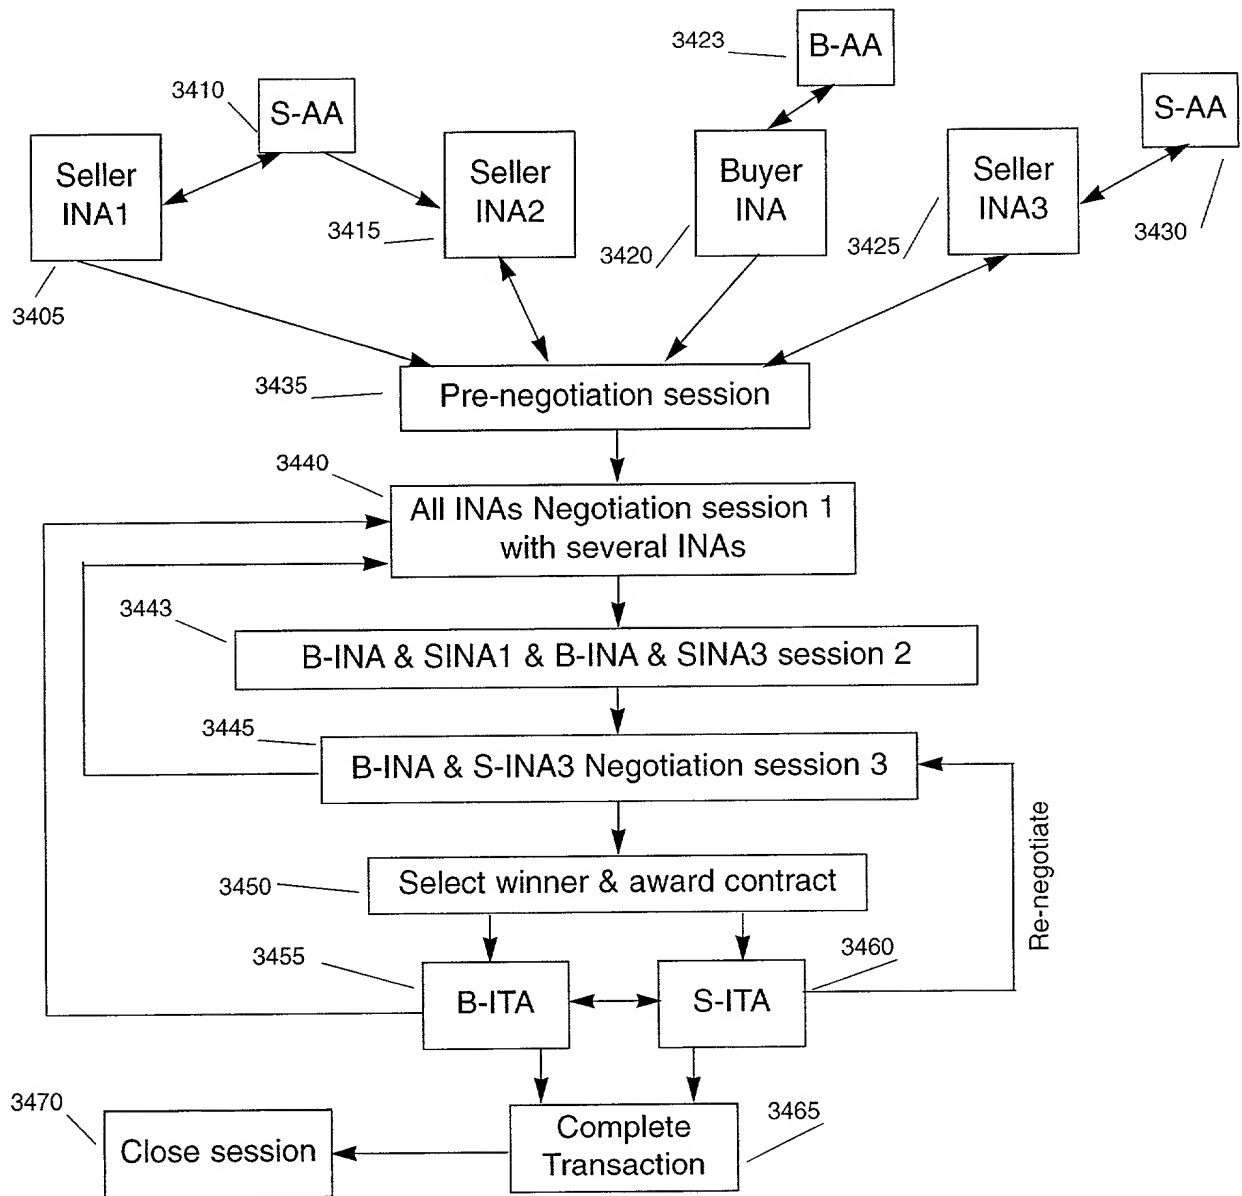 3423
B-AA
3410
S-AA
S-AA
Seller
INA1
Seller
INA2
Buyer
INA
Seller
INA3
3415
3420
3425
3430
3405
3435
Pre-negotiation session
3440
All INAs Negotiation session 1
with several INAs
3443
B-INA & SINA1 & B-INA & SINA3 session 2
3445
B-INA & S-INA3 Negotiation session 3
Re-negotiate
3450
Select winner & award contract
3455
3460
B-ITA
S-ITA
3470
Close session
Complete
Transaction
3465